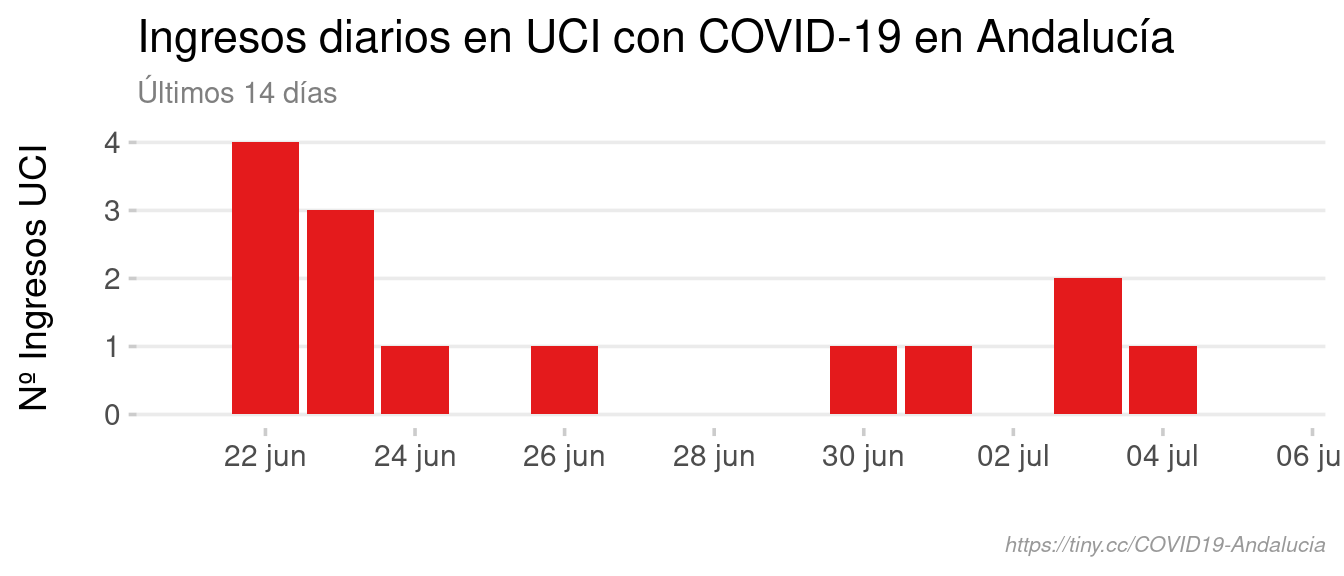 Ingresos diarios en UCI con COVID-19 en Andalucía
Últimos 14 días
Nº Ingresos UCI
4
3
2
1
0
22 jun 24 jun 26 jun 28 jun 30 jun 02 jul 04 jul 06 ju
https://tiny.cc/COVID19-Andalucia